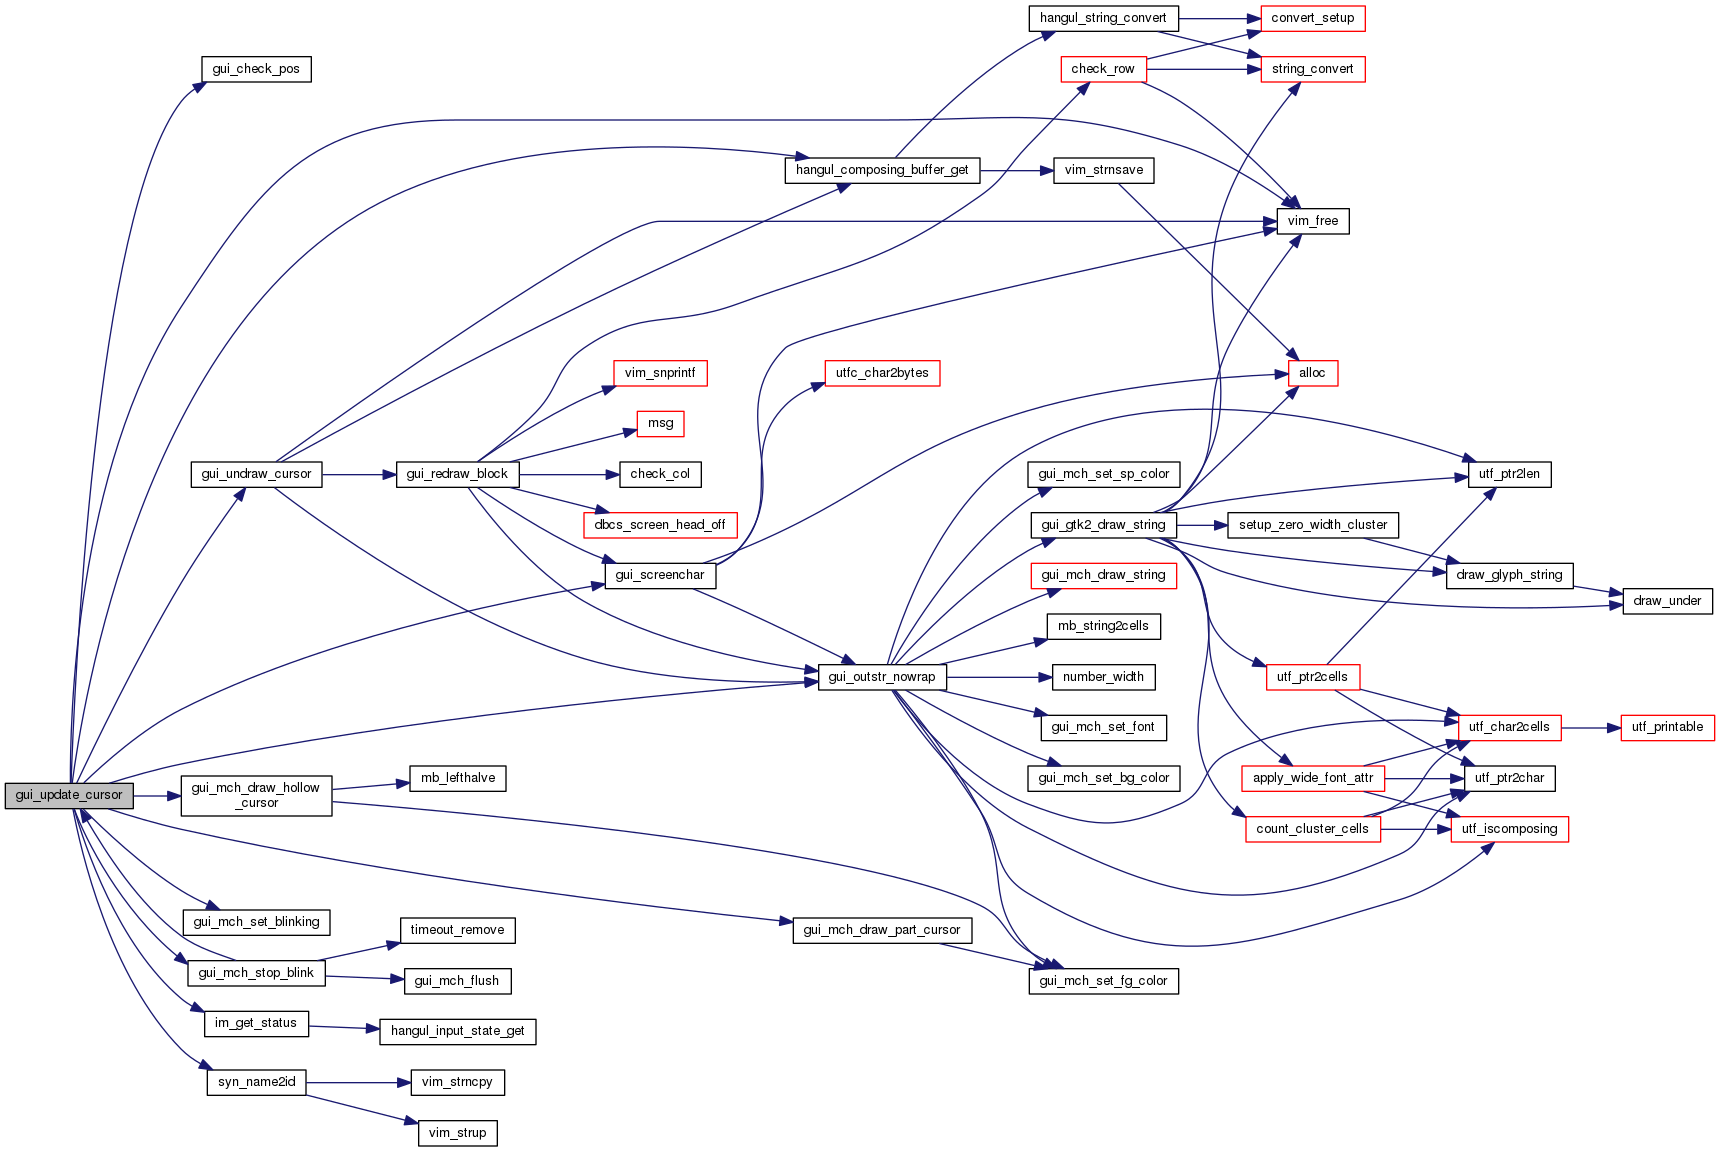 hangul_string_convert
convert_setup
gui_check_pos
check_row
string_convert
hangul_composing_buffer_get
vim_strnsave
vim_free
vim_snprintf
utfc_char2bytes
alloc
msg
gui_undraw_cursor
gui_redraw_block
check_col
gui_mch_set_sp_color
utf_ptr2len
dbcs_screen_head_off
gui_gtk2_draw_string
setup_zero_width_cluster
gui_screenchar
gui_mch_draw_string
draw_glyph_string
draw_under
mb_string2cells
gui_outstr_nowrap
number_width
utf_ptr2cells
gui_mch_set_font
utf_char2cells
utf_printable
gui_update_cursor
gui_mch_draw_hollow
_cursor
mb_lefthalve
gui_mch_set_bg_color
apply_wide_font_attr
utf_ptr2char
count_cluster_cells
utf_iscomposing
gui_mch_set_blinking
timeout_remove
gui_mch_draw_part_cursor
gui_mch_stop_blink
gui_mch_flush
gui_mch_set_fg_color
im_get_status
hangul_input_state_get
syn_name2id
vim_strncpy
vim_strup